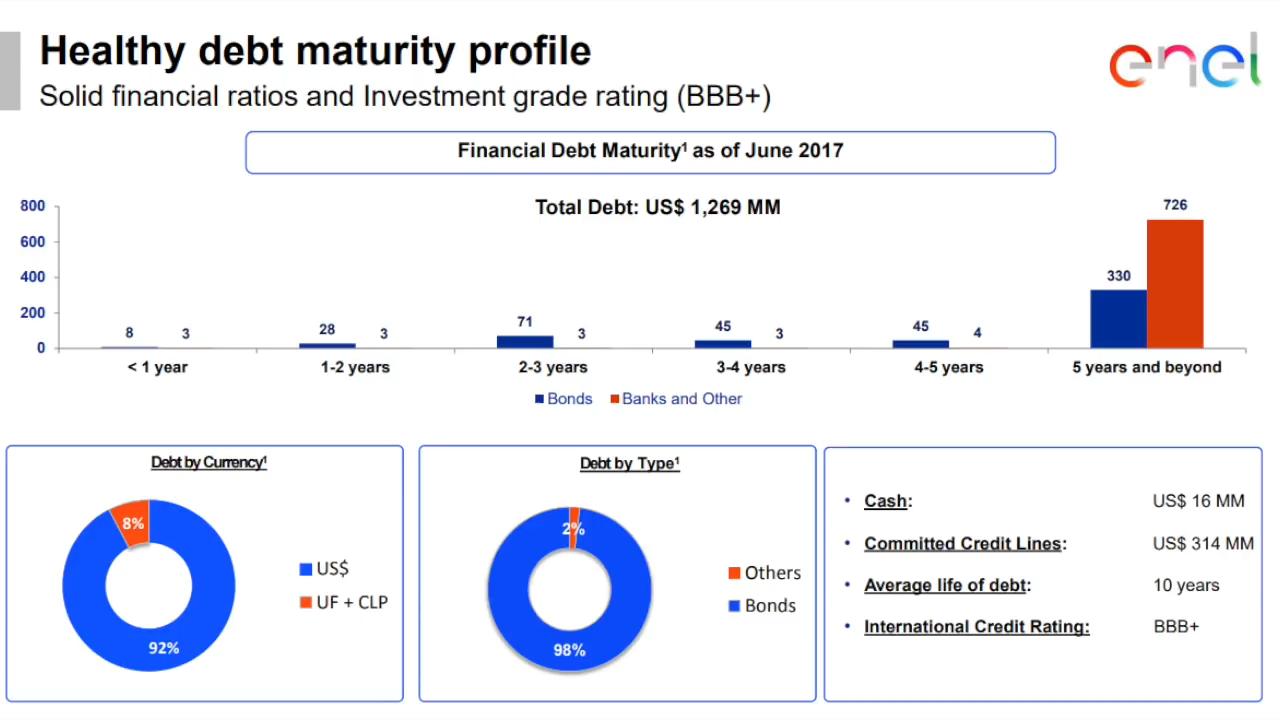 Healthy debt maturity profile
Solid financial ratios and Investment grade rating (BBB+)
enel
Financial Debt Maturity¹ as of June 2017
Total Debt: US$ 1,269 MM
800
600
400
200
0
8 3 28 3 71 3 45 3 45 4 330 726
< 1 year 1-2 years 2-3 years 3-4 years 4-5 years 5 years and beyond
Bonds Banks and Other
Debt by Currency¹
8%
92%
US$
UF + CLP
Debt by Type¹
2%
98%
Others
Bonds
• Cash: US$ 16 MM
• Committed Credit Lines: US$ 314 MM
• Average life of debt: 10 years
• International Credit Rating: BBB+